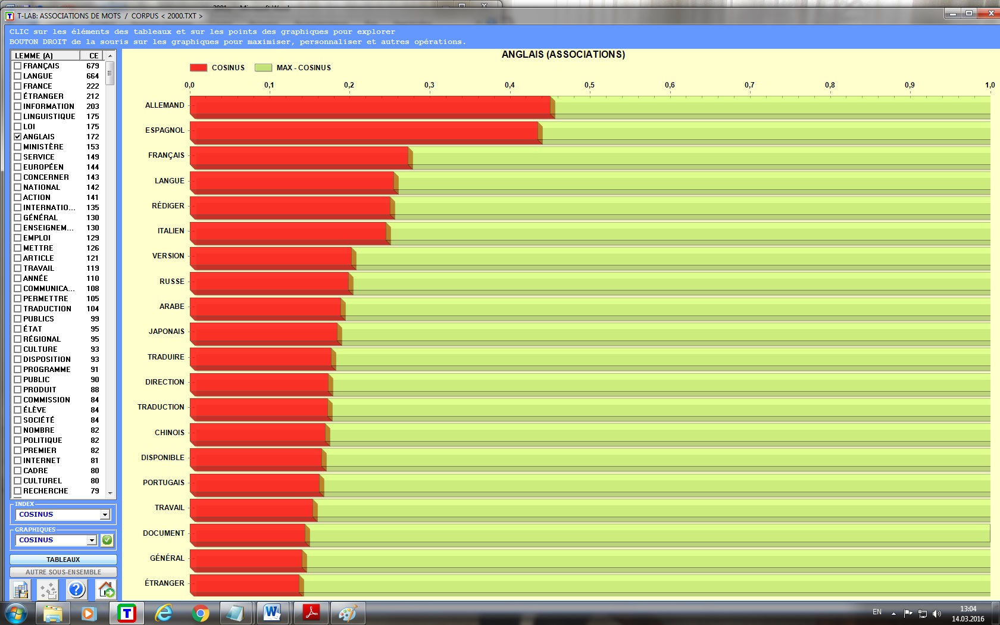 T-LAB: ASSOCIATIONS DE MOTS / CORPUS < 2000.TXT >
CLIC sur les éléments des tableaux et sur les points des graphiques pour explorer
BOUTON DROIT de la souris sur les graphiques pour maximiser, personnaliser et autres opérations.
LEMME (A) CE
FRANÇAIS 679
LANGUE 664
FRANCE 222
ÉTRANGER 212
INFORMATION 203
LINGUISTIQUE 175
LOI 175
ANGLAIS 172
MINISTÈRE 153
SERVICE 149
EUROPÉEN 144
CONCERNER 143
NATIONAL 142
ACTION 141
INTERNATIO... 135
GÉNÉRAL 130
ENSEIGNEM... 130
EMPLOI 129
METTRE 126
ARTICLE 121
TRAVAIL 119
ANNÉE 110
COMMUNICA... 108
PERMETTRE 105
TRADUCTION 104
PUBLICS 99
ÉTAT 95
RÉGIONAL 95
CULTURE 93
DISPOSITION 93
PROGRAMME 91
PUBLIC 90
PRODUIT 88
COMMISSION 84
ÉLÈVE 84
SOCIÉTÉ 84
NOMBRE 82
POLITIQUE 82
PREMIER 82
INTERNET 81
CADRE 80
CULTUREL 80
RECHERCHE 79
INDEX
COSINUS
GRAPHIQUES
COSINUS
TABLEAUX
AUTRE SOUS-ENSEMBLE
ANGLAIS (ASSOCIATIONS)
COSINUS MAX - COSINUS
0,0 0,1 0,2 0,3 0,4 0,5 0,6 0,7 0,8 0,9 1,0
ALLEMAND
ESPAGNOL
FRANÇAIS
LANGUE
RÉDIGER
ITALIEN
VERSION
RUSSE
ARABE
JAPONAIS
TRADUIRE
DIRECTION
TRADUCTION
CHINOIS
DISPONIBLE
PORTUGAIS
TRAVAIL
DOCUMENT
GÉNÉRAL
ÉTRANGER
EN
13:04
14.03.2016